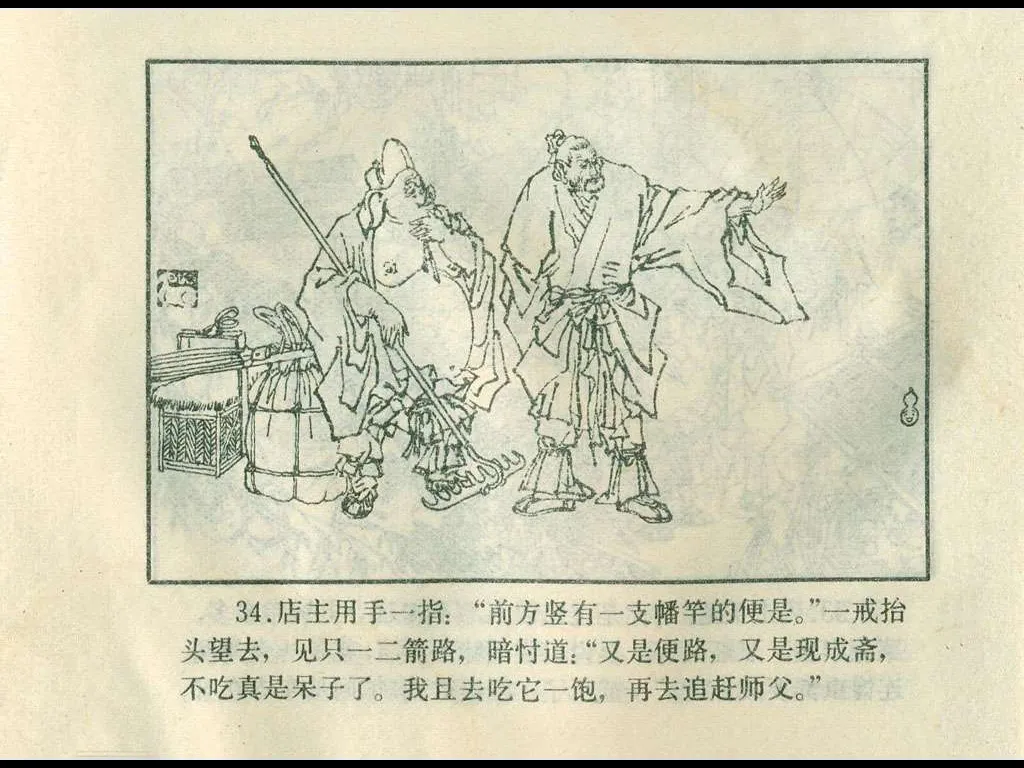 34.店主用手一指：“前方竖有一支幡竿的便是。”一戒抬
头望去，见只一二箭路，暗忖道：“又是便路，又是现成斋，
不吃真是呆子了。我且去吃它一饱，再去追赶师父。”